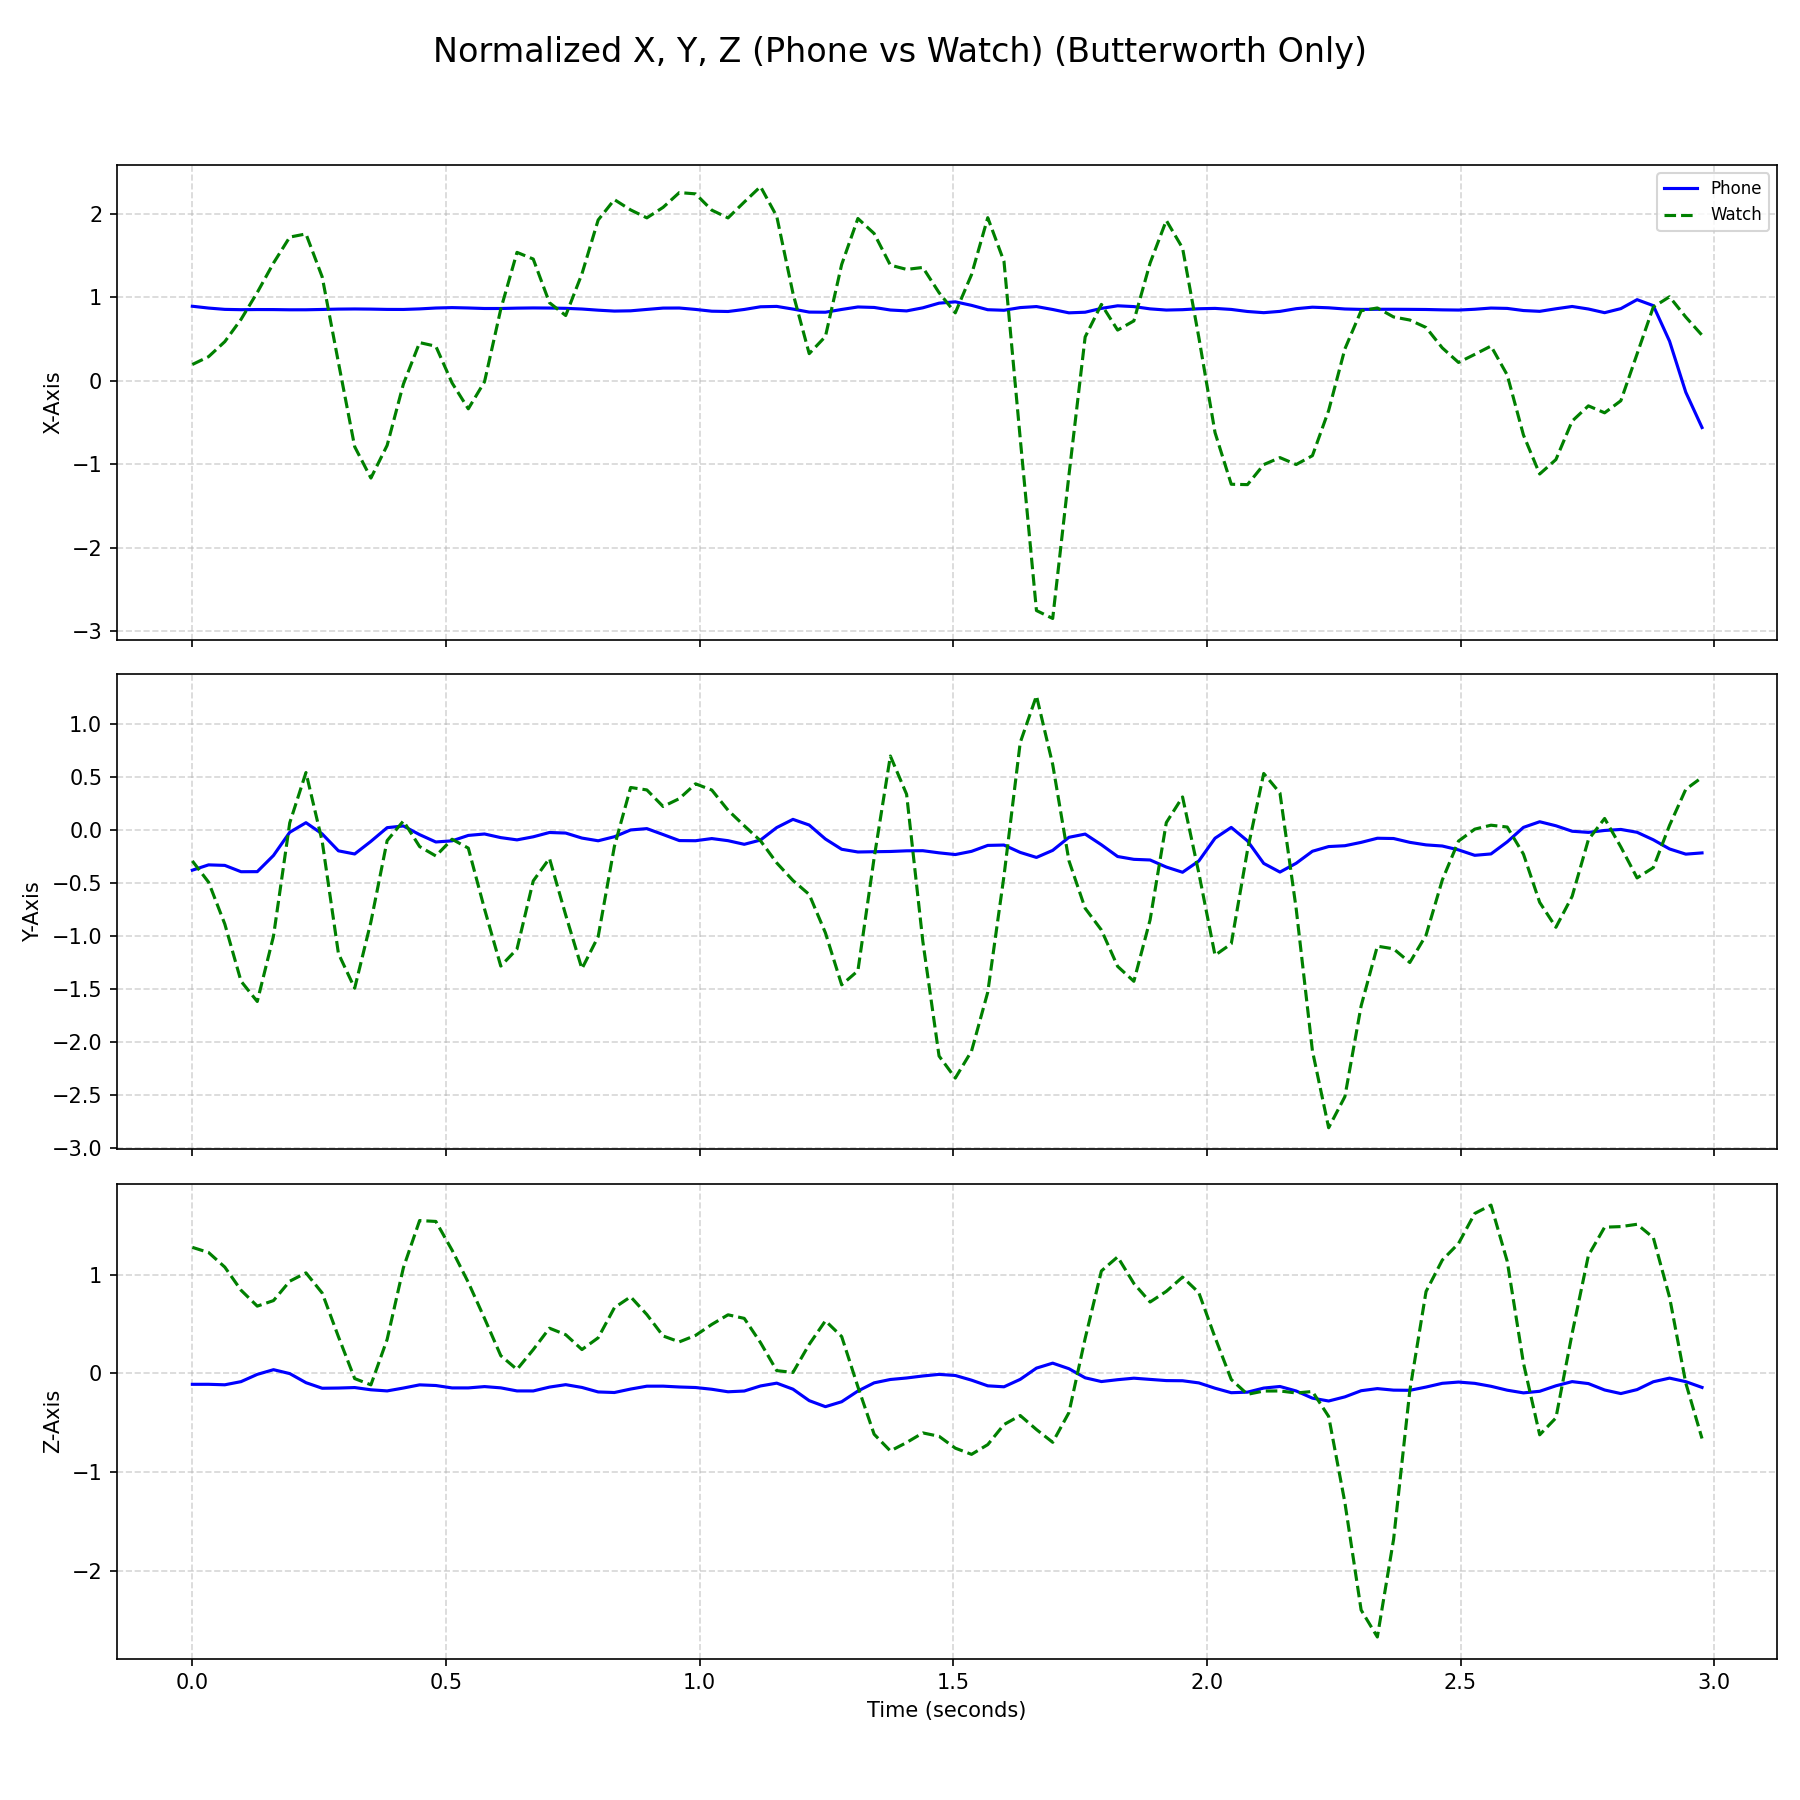 Normalized X, Y, Z (Phone vs Watch) (Butterworth Only)
Phone
Watch
2
1
0
−1
−2
−3
X-Axis
1.0
0.5
0.0
−0.5
−1.0
−1.5
−2.0
−2.5
−3.0
Y-Axis
1
0
−1
−2
Z-Axis
0.0 0.5 1.0 1.5 2.0 2.5 3.0
Time (seconds)